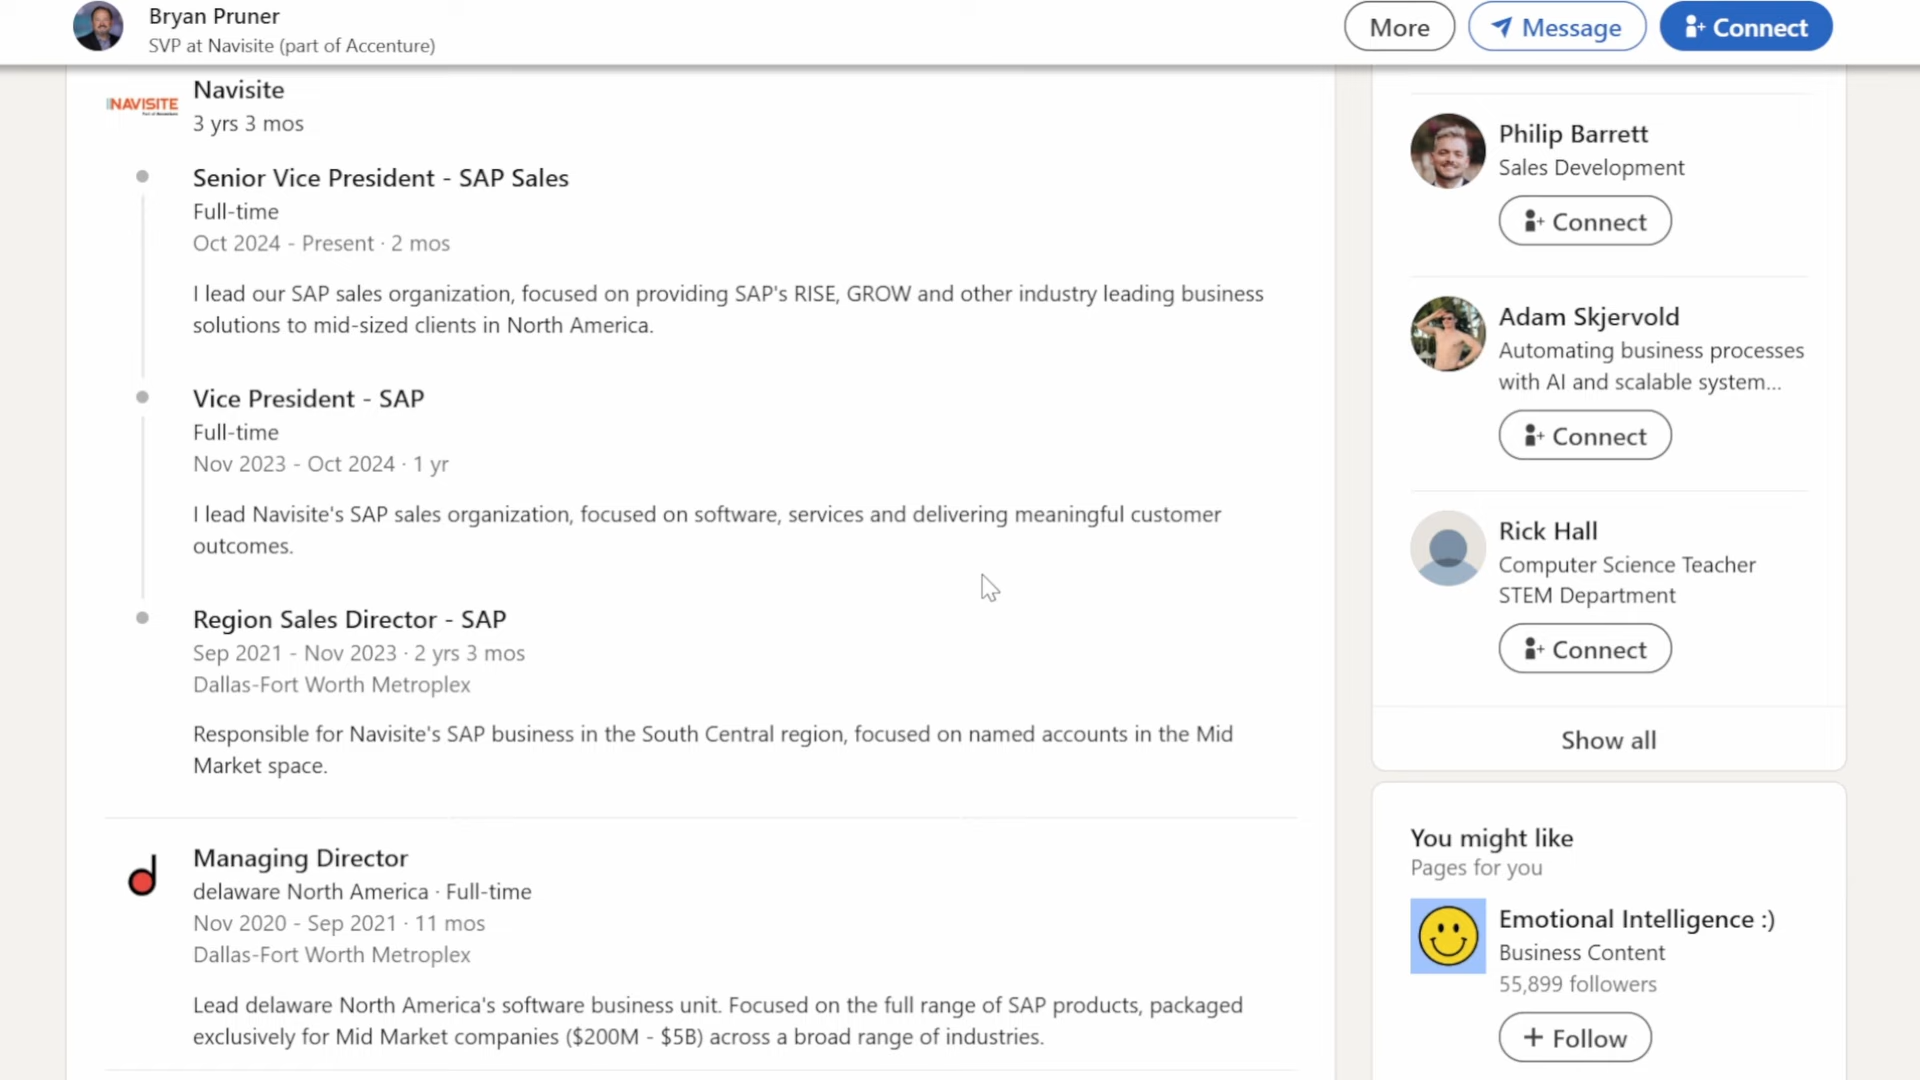 Bryan Pruner
SVP at Navisite (part of Accenture)
More
Message
Connect
NAVISITE
Navisite
3 yrs 3 mos
Senior Vice President - SAP Sales
Full-time
Oct 2024 - Present · 2 mos
I lead our SAP sales organization, focused on providing SAP's RISE, GROW and other industry leading business
solutions to mid-sized clients in North America.
Vice President - SAP
Full-time
Nov 2023 - Oct 2024 · 1 yr
I lead Navisite's SAP sales organization, focused on software, services and delivering meaningful customer
outcomes.
Region Sales Director - SAP
Sep 2021 - Nov 2023 · 2 yrs 3 mos
Dallas-Fort Worth Metroplex
Responsible for Navisite's SAP business in the South Central region, focused on named accounts in the Mid
Market space.
d
Managing Director
delaware North America · Full-time
Nov 2020 - Sep 2021 · 11 mos
Dallas-Fort Worth Metroplex
Lead delaware North America's software business unit. Focused on the full range of SAP products, packaged
exclusively for Mid Market companies ($200M - $5B) across a broad range of industries.
Philip Barrett
Sales Development
Connect
Adam Skjervold
Automating business processes
with AI and scalable system...
Connect
Rick Hall
Computer Science Teacher
STEM Department
Connect
Show all
You might like
Pages for you
Emotional Intelligence :)
Business Content
55,899 followers
+ Follow